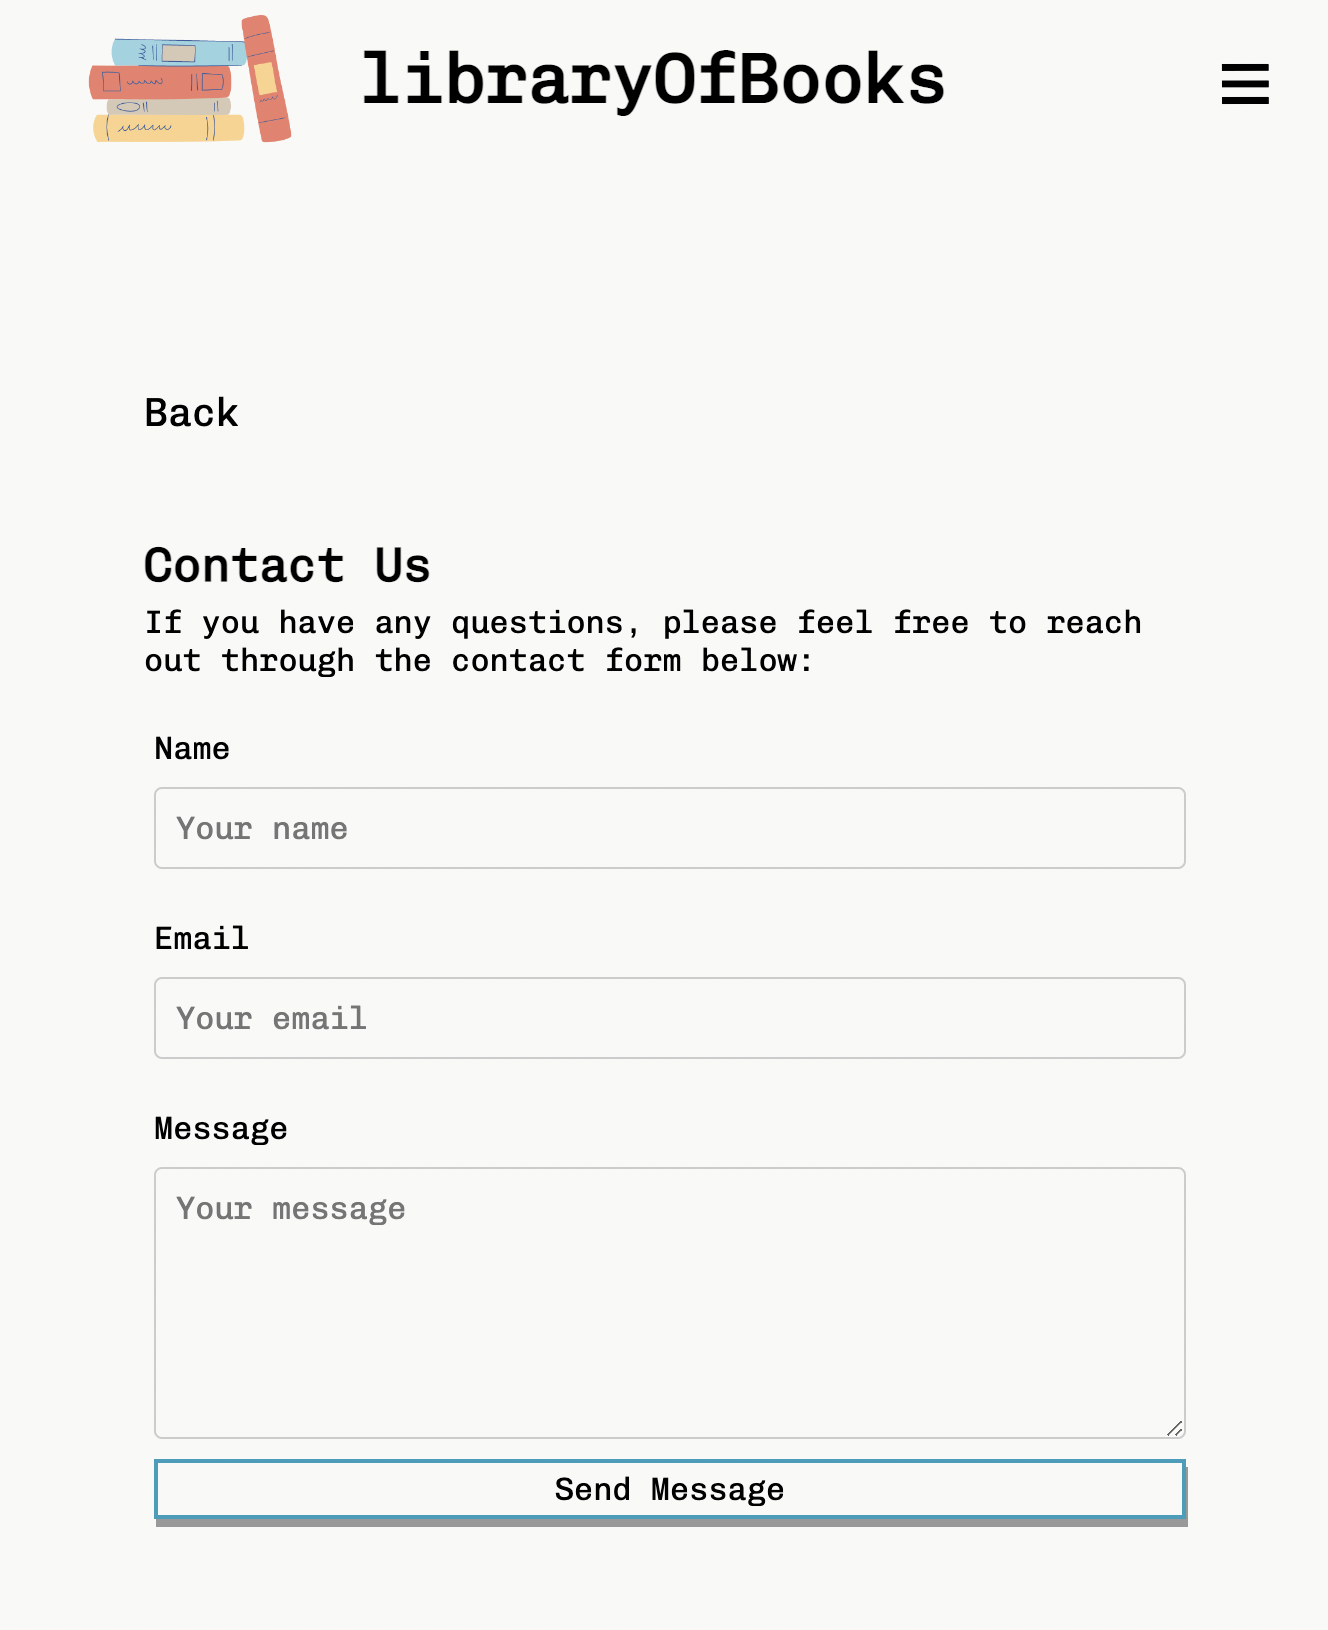 libraryOfBooks
Back
Contact Us
If you have any questions, please feel free to reach
out through the contact form below:
Name
Your name
Email
Your email
Message
Your message
Send Message